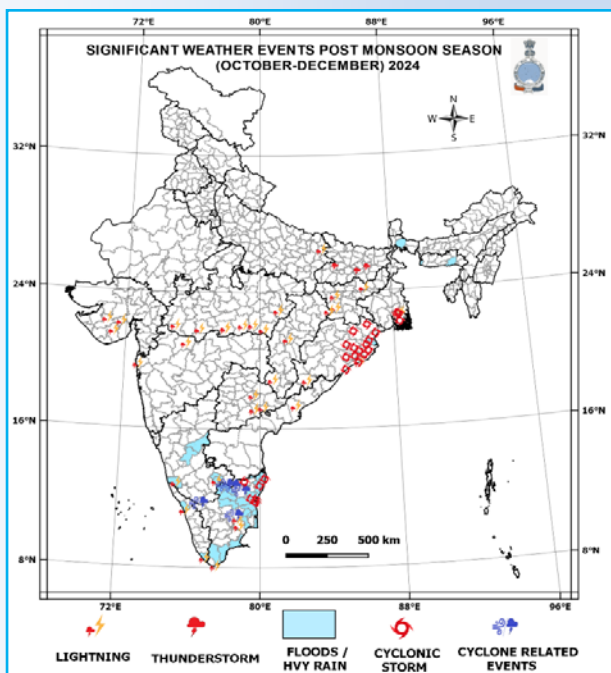 72°E 80°E 88°E 96°E
SIGNIFICANT WEATHER EVENTS POST MONSOON SEASON
(OCTOBER-DECEMBER) 2024
N
W E
S
32°N 32°N
24°N 24°N
16°N 16°N
0 250 500 km
8°N 8°N
72°E 80°E 88°E 96°E
LIGHTNING THUNDERSTORM FLOODS / CYCLONIC CYCLONE RELATED
HVY RAIN STORM EVENTS